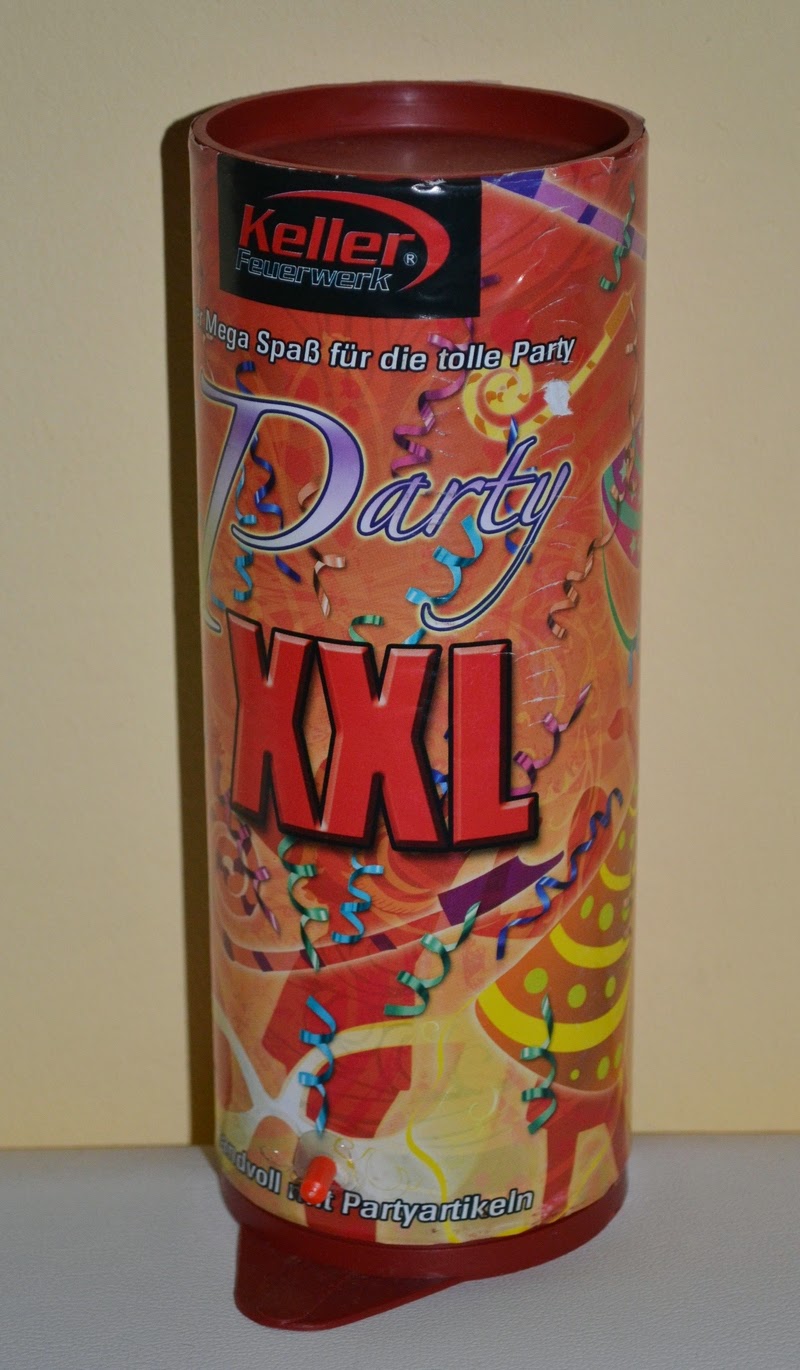 Keller®
Feuerwerk
Mega Spaß für die tolle Party
Party
XXL
Partyartikeln